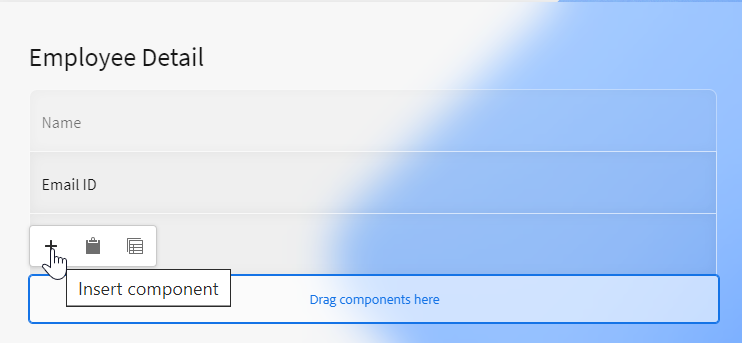 Employee Detail
Name
Email ID
Insert component
Drag components here